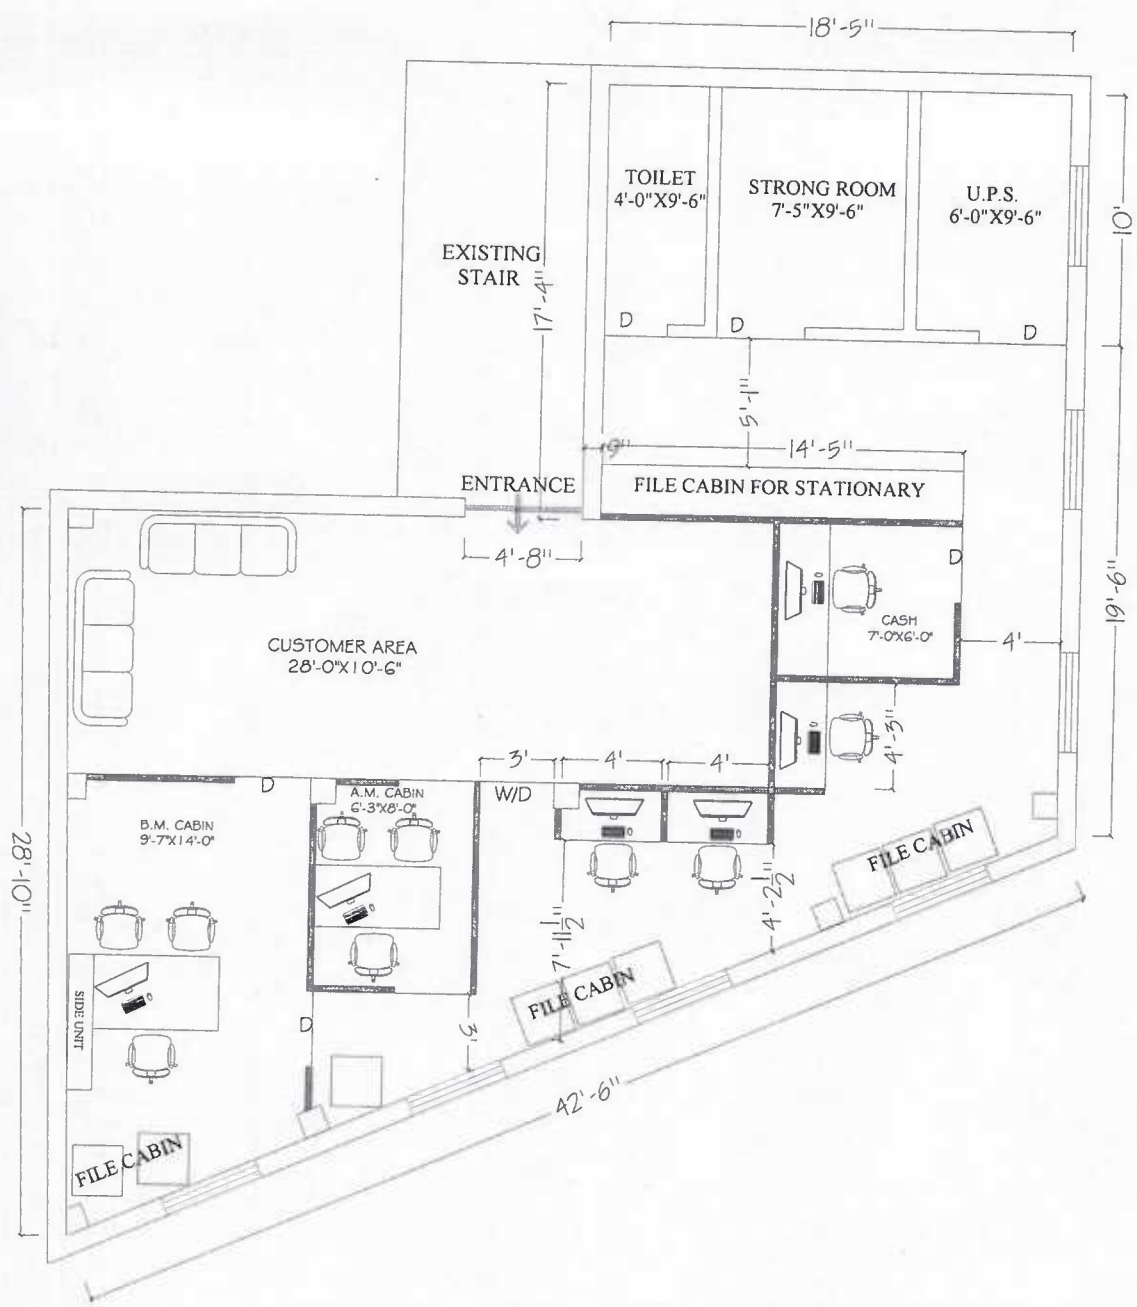 18'-5"
TOILET
4'-0"X9'-6"
STRONG ROOM
7'-5"X9'-6"
U.P.S.
6'-0"X9'-6"
10'
EXISTING
STAIR
17'-4"
D
D
D
5'-1"
9"
14'-5"
ENTRANCE
FILE CABIN FOR STATIONARY
4'-8"
D
19'-6"
CASH
7'-0"X6'-0"
4'
CUSTOMER AREA
28'-0"X10'-6"
4'-3"
3'
4'
4'
D
W/D
A.M. CABIN
6'-3"X8'-0"
B.M. CABIN
9'-7"X14'-0"
28'-10"
FILE CABIN
4'-2 1/2"
7'-11 1/2"
FILE CABIN
SIDE UNIT
D
3'
42'-6"
FILE CABIN